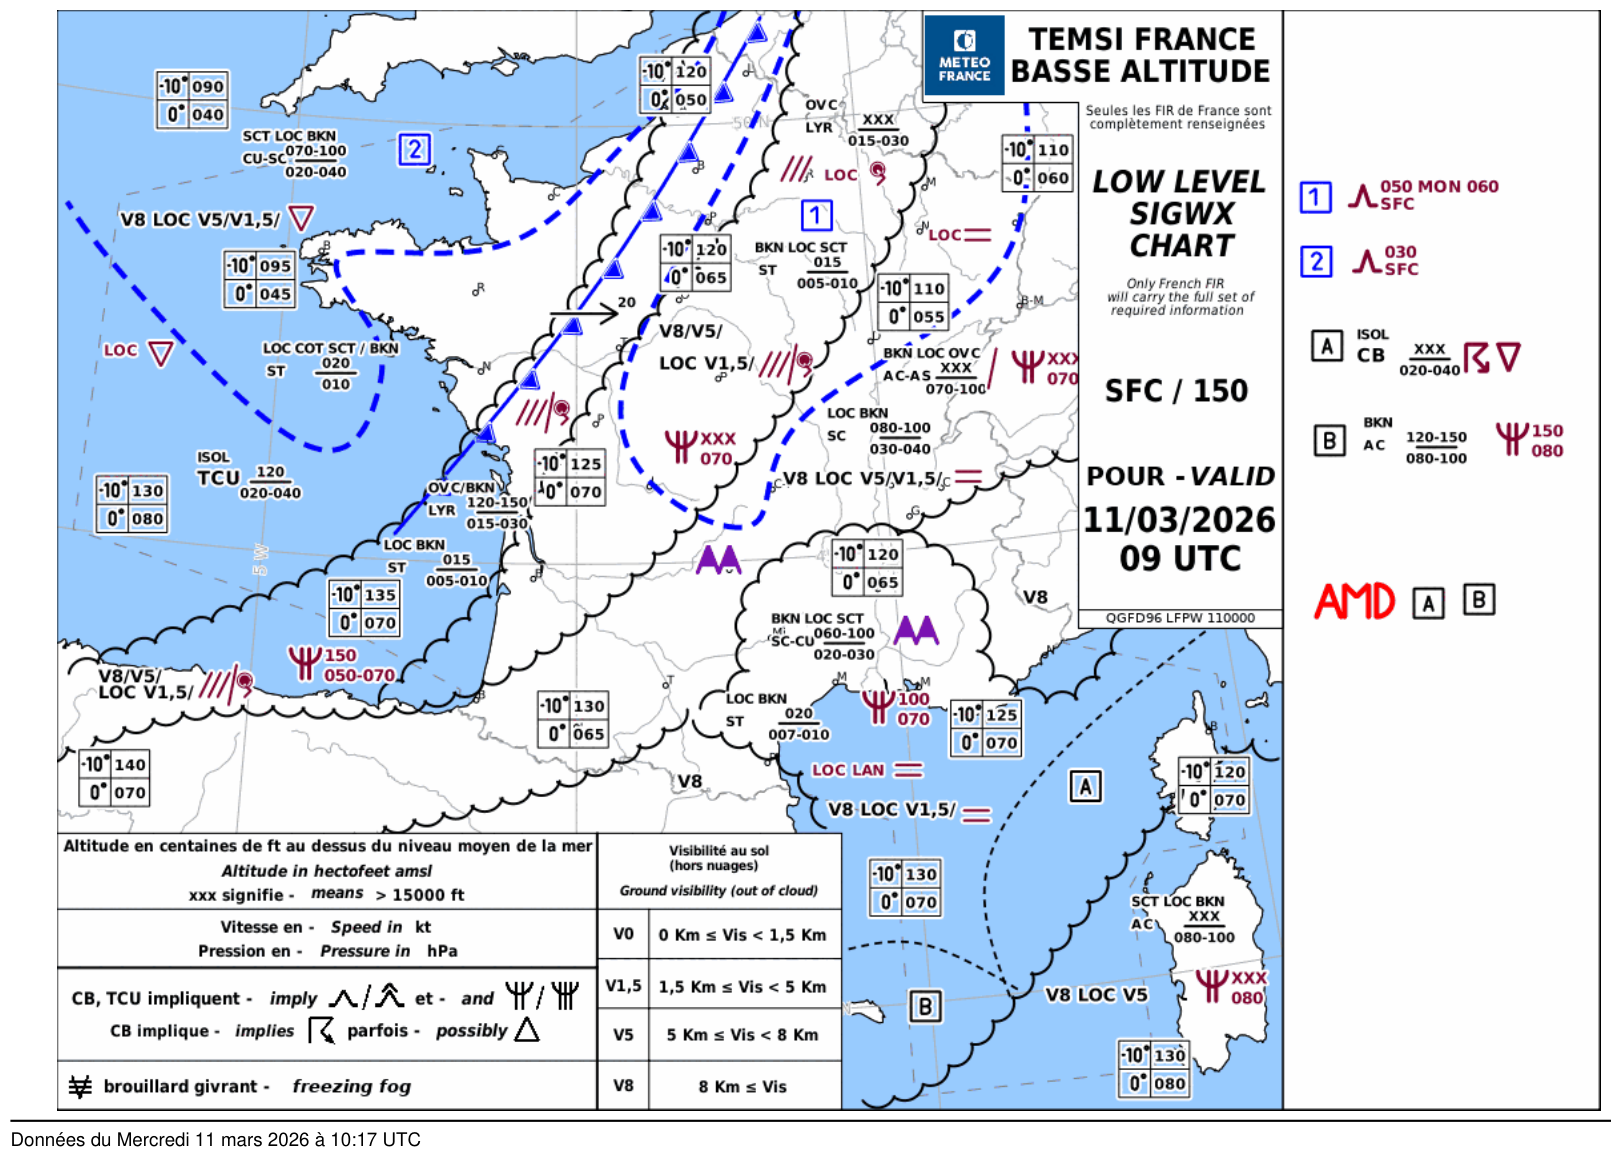 METEO
FRANCE
TEMSI FRANCE
BASSE ALTITUDE
Seules les FIR de France sont
complètement renseignées
LOW LEVEL
SIGWX
CHART
Only French FIR
will carry the full set of
required information
SFC / 150
POUR - VALID
11/03/2026
09 UTC
QGFD96 LFPW 110000
1 050 MON 060
SFC
2 030
SFC
A ISOL
CB XXX
020-040
B BKN
AC 120-150
080-100
150
080
AMD A B
-10° 090
0° 040
SCT LOC BKN
CU-SC 070-100
020-040
2
V8 LOC V5/V1,5/
-10° 120
0° 050
OVC
LYR
XXX
015-030
LOC
-10° 110
0° 060
1
LOC
-10° 095
0° 045
-10° 120
0° 065
BKN LOC SCT
ST 015
005-010
-10° 110
0° 055
20
LOC
LOC COT SCT / BKN
ST 020
010
V8/V5/
LOC V1,5/
BKN LOC OVC
AC-AS XXX
070-100
XXX
070
LOC BKN
SC 080-100
030-040
XXX
070
V8 LOC V5/V1,5/
ISOL
TCU 120
020-040
-10° 130
0° 080
-10° 125
0° 070
OVC/BKN
LYR 120-150
015-030
LOC BKN
ST 015
005-010
50 N
5 W
-10° 135
0° 070
-10° 120
0° 065
V8
BKN LOC SCT
SC-CU 060-100
020-030
150
050-070
V8/V5/
LOC V1,5/
-10° 130
0° 065
LOC BKN
ST 020
007-010
100
070
-10° 125
0° 070
-10° 140
0° 070
V8
LOC LAN
V8 LOC V1,5/
A
-10° 120
0° 070
-10° 130
0° 070
SCT LOC BKN
AC XXX
080-100
B
V8 LOC V5
XXX
080
-10° 130
0° 080
Altitude en centaines de ft au dessus du niveau moyen de la mer
Altitude in hectofeet amsl
xxx signifie - means > 15000 ft
Vitesse en - Speed in kt
Pression en - Pressure in hPa
CB, TCU impliquent - imply / et - and /
CB implique - implies parfois - possibly
brouillard givrant - freezing fog
Visibilité au sol
(hors nuages)
Ground visibility (out of cloud)
V0 0 Km ≤ Vis < 1,5 Km
V1,5 1,5 Km ≤ Vis < 5 Km
V5 5 Km ≤ Vis < 8 Km
V8 8 Km ≤ Vis
Données du Mercredi 11 mars 2026 à 10:17 UTC